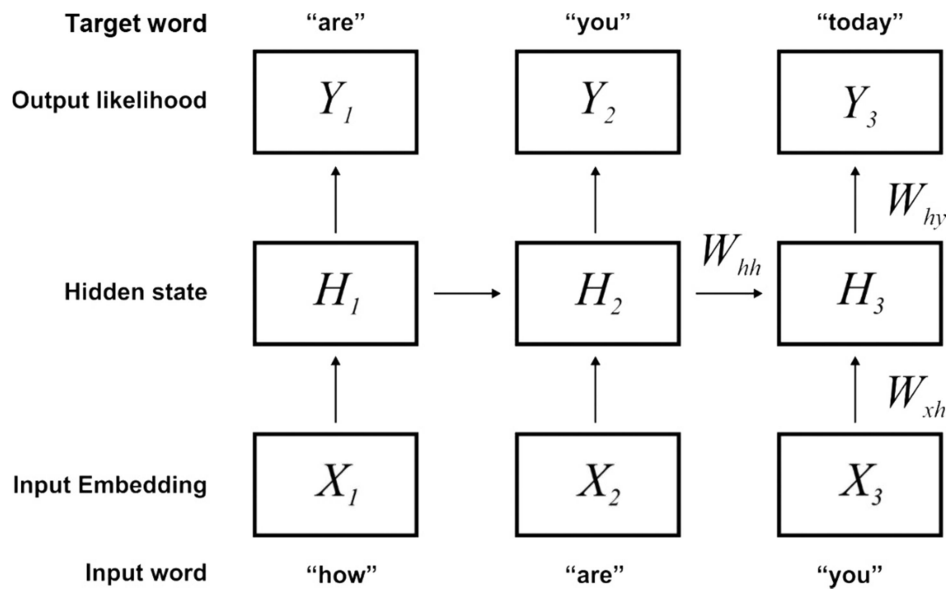 Target word “are” “you” “today”
Output likelihood Y1 Y2 Y3
Why
Whh
Hidden state H1 H2 H3
Wxh
Input Embedding X1 X2 X3
Input word “how” “are” “you”